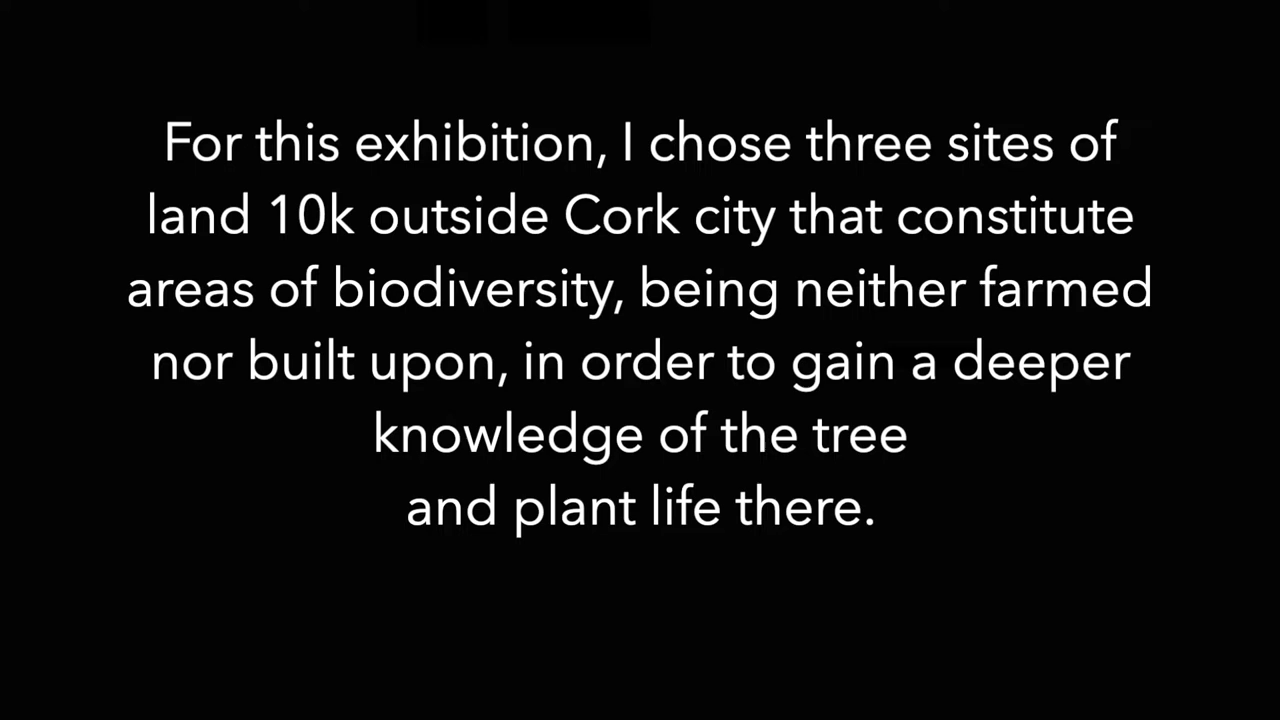 For this exhibition, I chose three sites of
land 10k outside Cork city that constitute
areas of biodiversity, being neither farmed
nor built upon, in order to gain a deeper
knowledge of the tree
and plant life there.